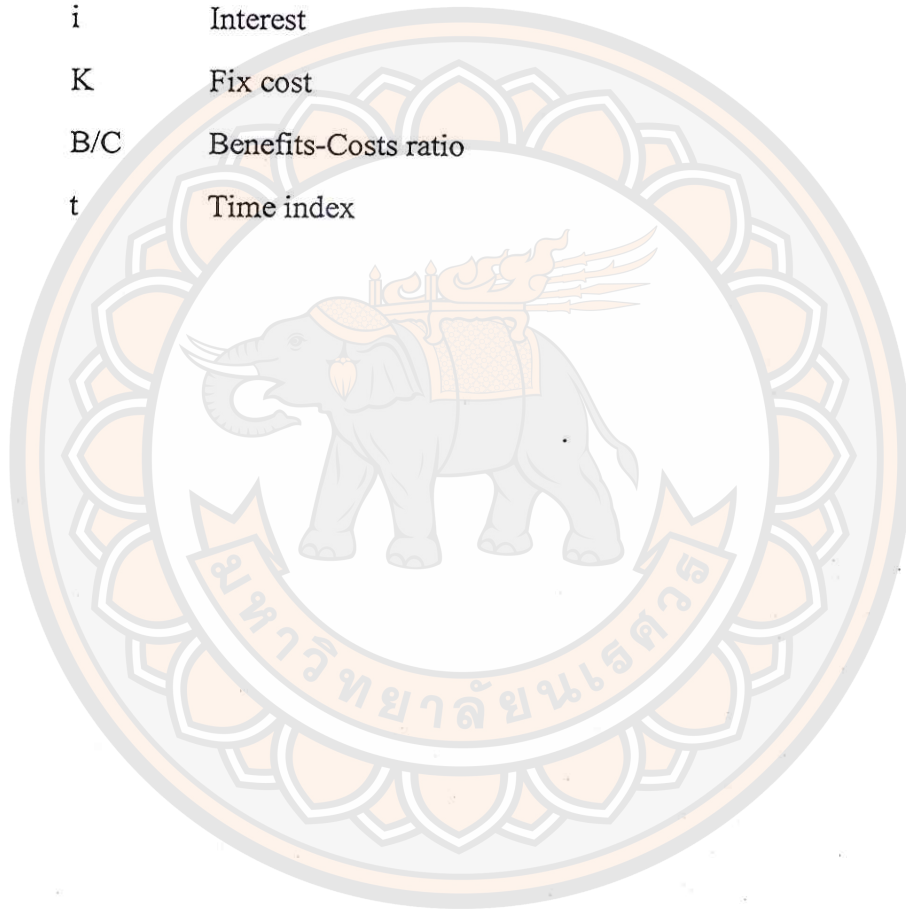 i Interest
K Fix cost
B/C Benefits-Costs ratio
t Time index
มหาวิทยาลัยนเรศวร